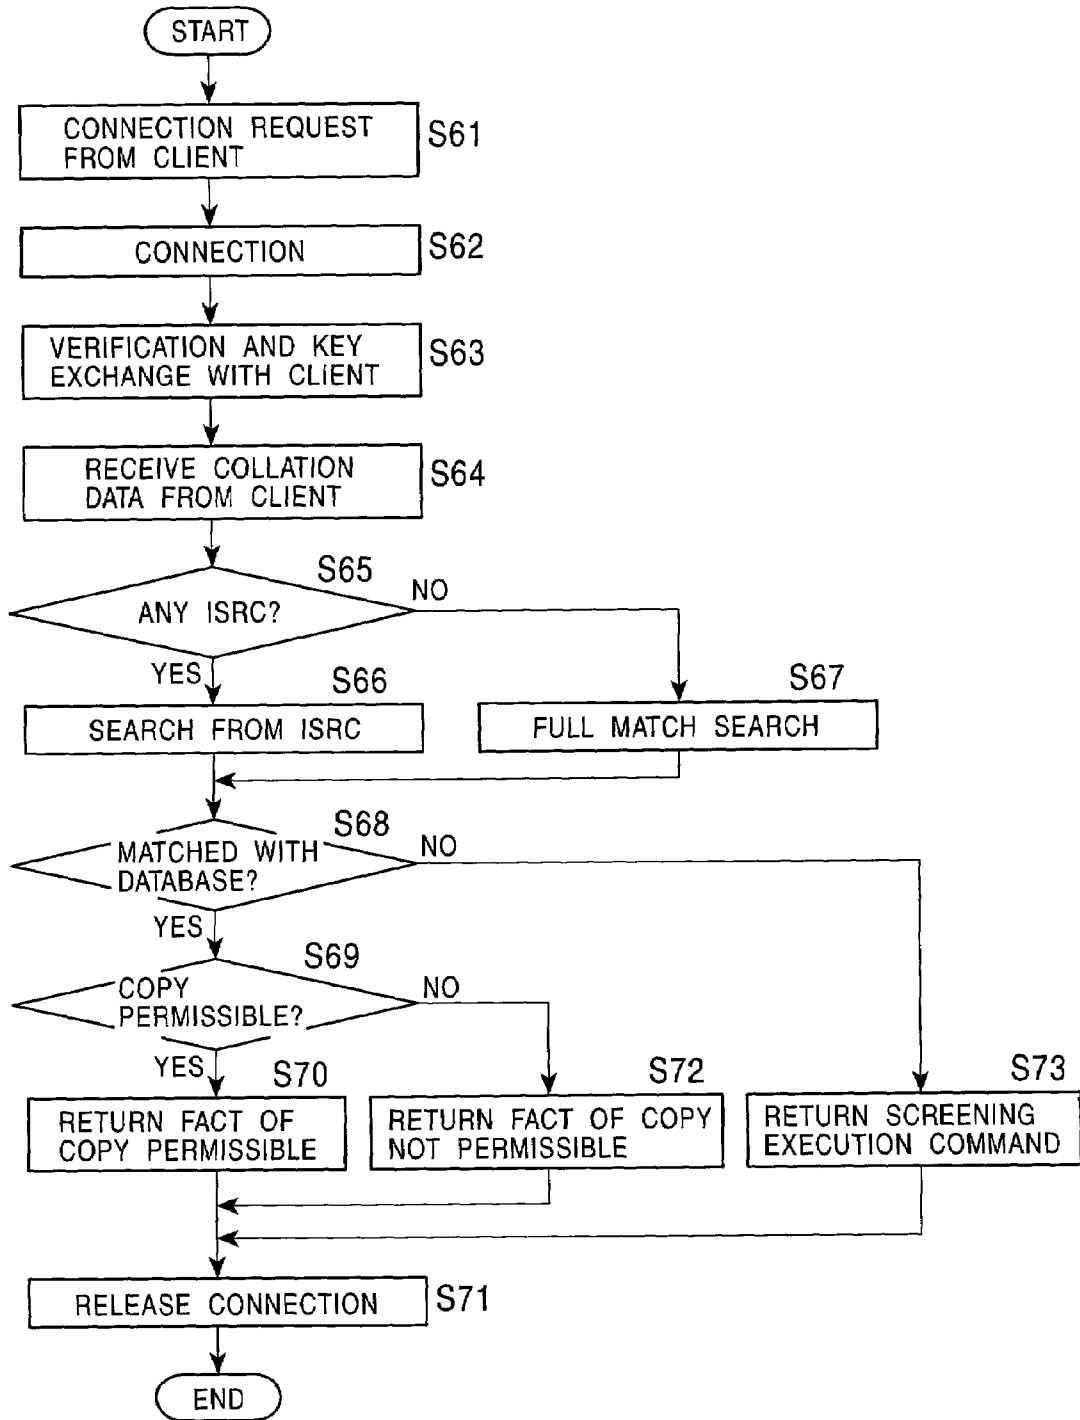 START
CONNECTION REQUEST
FROM CLIENT
S61
CONNECTION
S62
VERIFICATION AND KEY
EXCHANGE WITH CLIENT
S63
RECEIVE COLLATION
DATA FROM CLIENT
S64
S65
ANY ISRC?
NO
YES
S66
SEARCH FROM ISRC
S67
FULL MATCH SEARCH
S68
MATCHED WITH
DATABASE?
NO
YES
S69
COPY
PERMISSIBLE?
NO
YES
S70
RETURN FACT OF
COPY PERMISSIBLE
S72
RETURN FACT OF COPY
NOT PERMISSIBLE
S73
RETURN SCREENING
EXECUTION COMMAND
RELEASE CONNECTION
S71
END